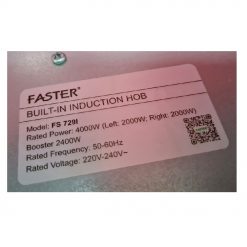 FASTER
BUILT-IN INDUCTION HOB
Model: FS 729I
Rated Power: 4000W (Left: 2000W; Right: 2000W)
Booster 2400W
Rated Frequency: 50-60Hz
Rated Voltage: 220V-240V~